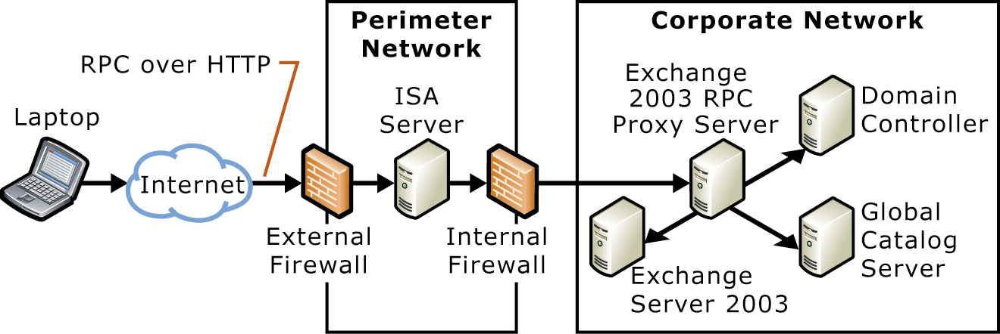 Perimeter
Network
Corporate Network
RPC over HTTP
Laptop
Internet
External
Firewall
ISA
Server
Internal
Firewall
Exchange
2003 RPC
Proxy Server
Domain
Controller
Global
Catalog
Server
Exchange
Server 2003